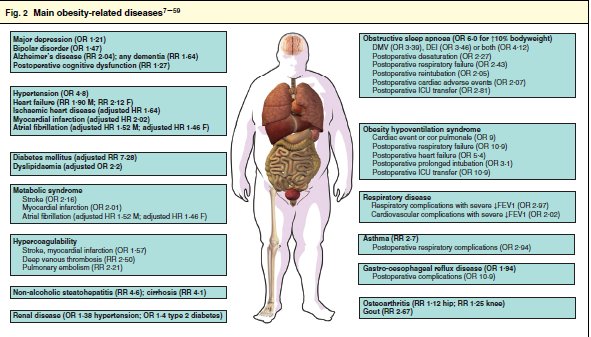 Fig. 2 Main obesity-related diseases7–59
Major depression (OR 1·21)
Bipolar disorder (OR 1·47)
Alzheimer's disease (RR 2·04); any dementia (RR 1·64)
Postoperative cognitive dysfunction (RR 1·27)
Hypertension (OR 4·8)
Heart failure (RR 1·90 M; RR 2·12 F)
Ischaemic heart disease (adjusted HR 1·64)
Myocardial infarction (adjusted HR 2·02)
Atrial fibrillation (adjusted HR 1·52 M; adjusted HR 1·46 F)
Diabetes mellitus (adjusted RR 7·28)
Dyslipidaemia (adjusted OR 2·2)
Metabolic syndrome
Stroke (OR 2·16)
Myocardial infarction (OR 2·01)
Atrial fibrillation (adjusted HR 1·52 M; adjusted HR 1·46 F)
Hypercoagulability
Stroke, myocardial infarction (OR 1·57)
Deep venous thrombosis (RR 2·50)
Pulmonary embolism (RR 2·21)
Non-alcoholic steatohepatitis (RR 4·6); cirrhosis (RR 4·1)
Renal disease (OR 1·38 hypertension; OR 1·4 type 2 diabetes)
Obstructive sleep apnoea (OR 6·0 for ↑10% bodyweight)
DMV (OR 3·39), DEI (OR 3·46) or both (OR 4·12)
Postoperative desaturation (OR 2·27)
Postoperative respiratory failure (OR 2·43)
Postoperative reintubation (OR 2·05)
Postoperative cardiac adverse events (OR 2·07)
Postoperative ICU transfer (OR 2·81)
Obesity hypoventilation syndrome
Cardiac event or cor pulmonale (OR 9)
Postoperative respiratory failure (OR 10·9)
Postoperative heart failure (OR 5·4)
Postoperative prolonged intubation (OR 3·1)
Postoperative ICU transfer (OR 10·9)
Respiratory disease
Respiratory complications with severe ↓FEV1 (OR 2·97)
Cardiovascular complications with severe ↓FEV1 (OR 2·02)
Asthma (RR 2·7)
Postoperative respiratory complications (OR 2·94)
Gastro-oesophageal reflux disease (OR 1·94)
Postoperative complications (OR 10·9)
Osteoarthritis (RR 1·12 hip; RR 1·25 knee)
Gout (RR 2·67)